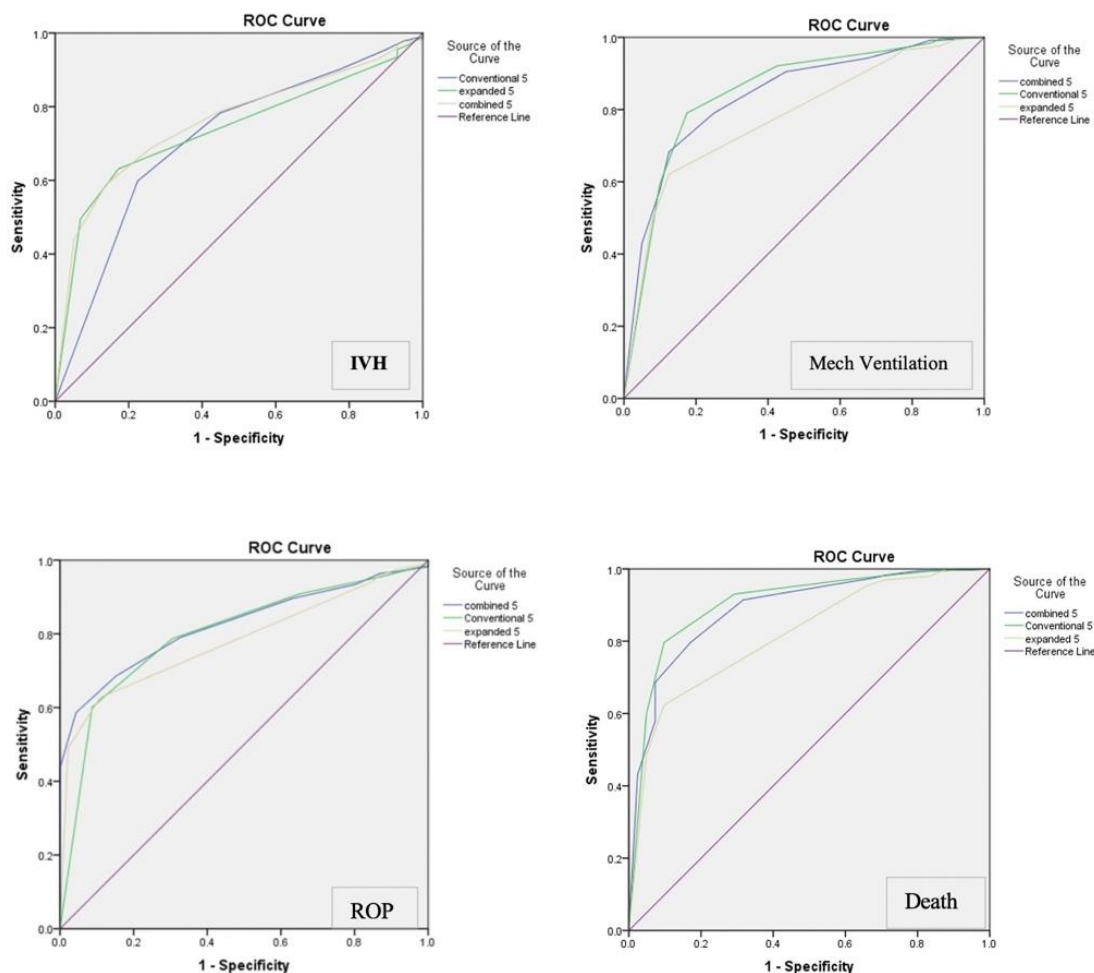 ROC Curve
1.0
0.8
0.6
0.4
0.2
0.0
Sensitivity
0.0 0.2 0.4 0.6 0.8 1.0
1 - Specificity
Source of the
Curve
Conventional 5
expanded 5
combined 5
Reference Line
IVH
ROC Curve
1.0
0.8
0.6
0.4
0.2
0.0
Sensitivity
0.0 0.2 0.4 0.6 0.8 1.0
1 - Specificity
Source of the
Curve
combined 5
Conventional 5
expanded 5
Reference Line
Mech Ventilation
ROC Curve
1.0
0.8
0.6
0.4
0.2
0.0
Sensitivity
0.0 0.2 0.4 0.6 0.8 1.0
1 - Specificity
Source of the
Curve
combined 5
Conventional 5
expanded 5
Reference Line
ROP
ROC Curve
1.0
0.8
0.6
0.4
0.2
0.0
Sensitivity
0.0 0.2 0.4 0.6 0.8 1.0
1 - Specificity
Source of the
Curve
combined 5
Conventional 5
expanded 5
Reference Line
Death